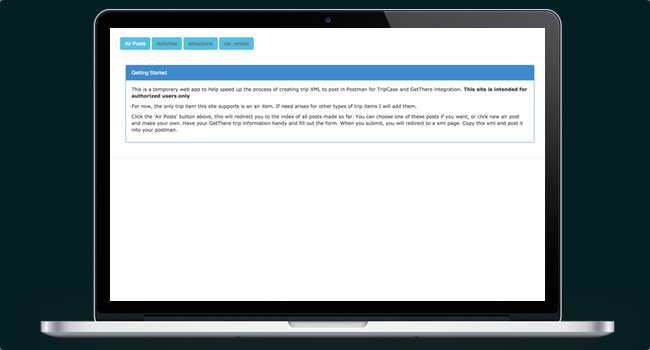 Air Posts Activities attractions car_rentals
Getting Started
This is a temporary web app to help speed up the process of creating trip XML to post in Postman for TripCase and GetThere integration. This site is intended for
authorized users only
For now, the only trip item this site supports is an air item. If need arises for other types of trip items I will add them.
Click the 'Air Posts' button above, this will redirect you to the index of all posts made so far. You can choose one of these posts if you want, or click new air post
and make your own. Have your GetThere trip information handy and fill out the form. When you submit, you will redirect to a xml page. Copy this xml and post it
into your postman.